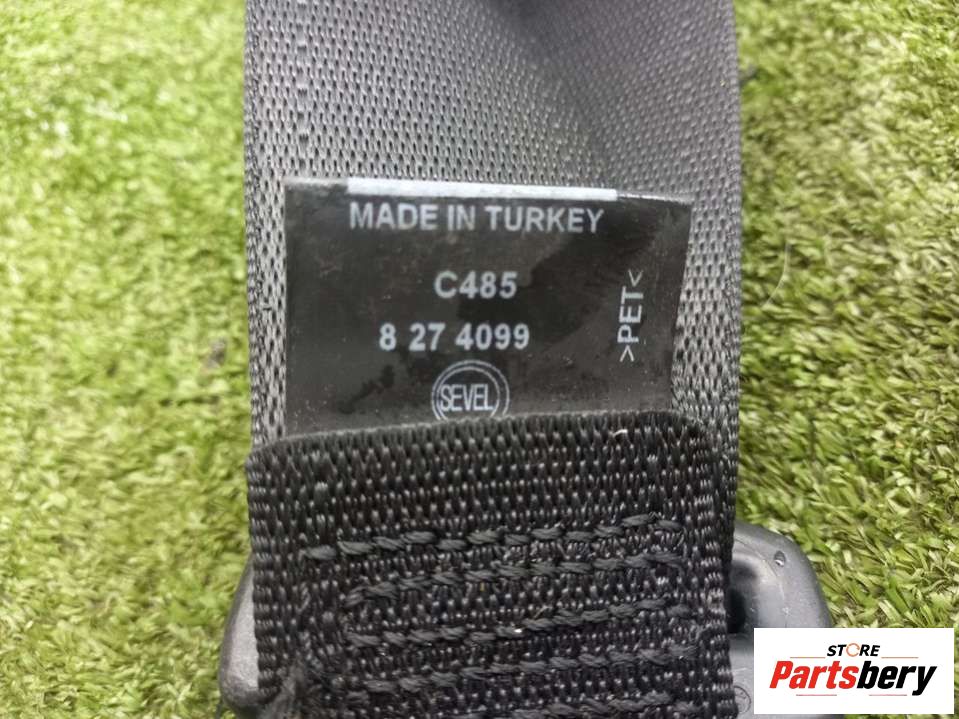 MADE IN TURKEY
C485
8 27 4099
>PET<
SEVEL
STORE
Partsbery